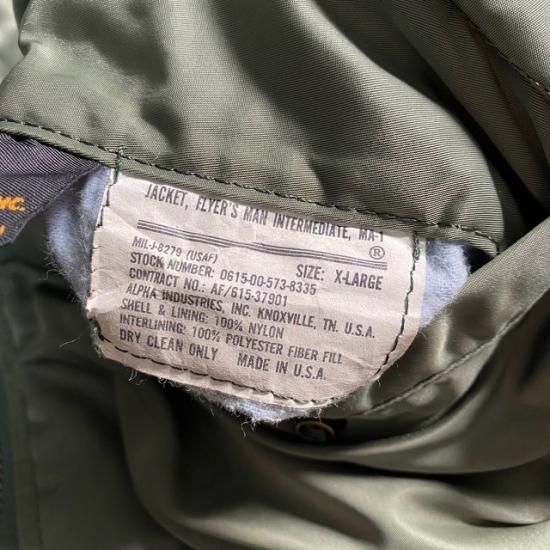 INC.
JACKET, FLYER'S MAN INTERMEDIATE, MA-1
®
MIL-J-8279 (USAF)
STOCK NUMBER: 0615-00-573-8335
SIZE: X-LARGE
CONTRACT NO.: AF/615-37901
ALPHA INDUSTRIES, INC. KNOXVILLE, TN. U.S.A.
SHELL & LINING: 100% NYLON
INTERLINING: 100% POLYESTER FIBER FILL
DRY CLEAN ONLY
MADE IN U.S.A.